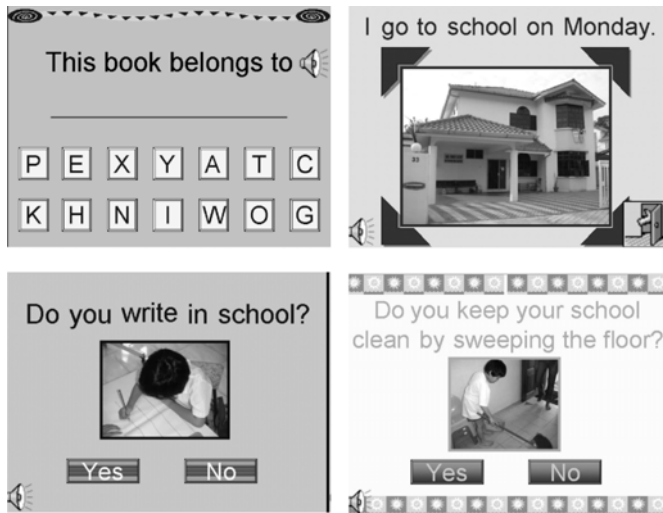 This book belongs to
P E X Y A T C
K H N I W O G
I go to school on Monday.
Do you write in school?
Yes No
Do you keep your school
clean by sweeping the floor?
Yes No